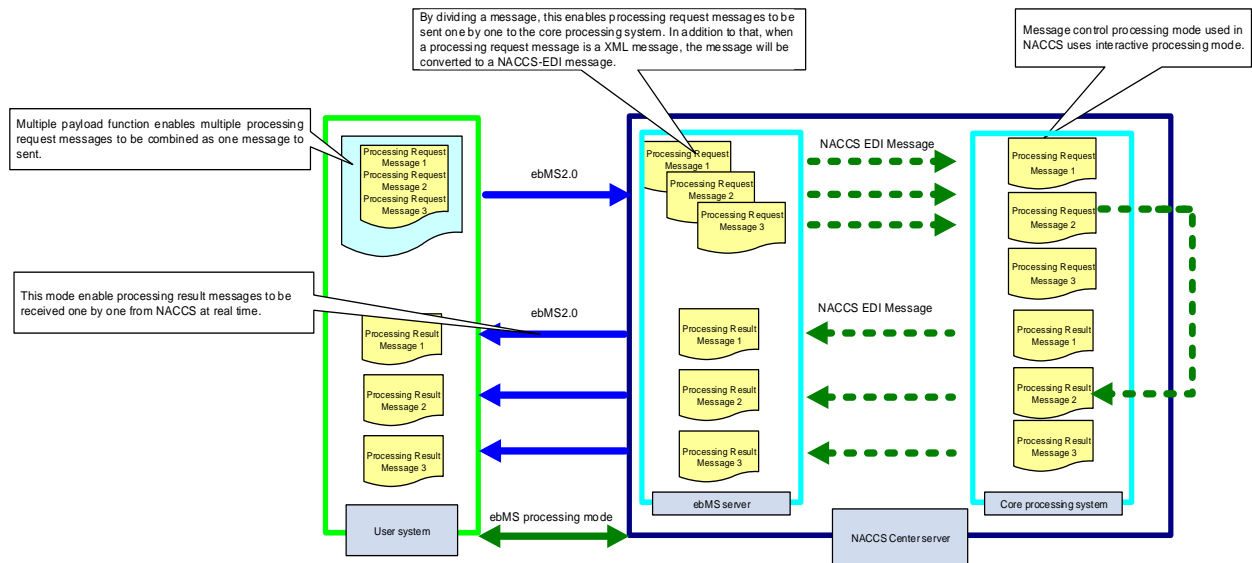 By dividing a message, this enables processing request messages to be
sent one by one to the core processing system. In addition to that, when
a processing request message is a XML message, the message will be
converted to a NACCS-EDI message.
Message control processing mode used in
NACCS uses interactive processing mode.
Multiple payload function enables multiple processing
request messages to be combined as one message to
sent.
Processing Request
Message 1
Processing Request
Message 2
Processing Request
Message 3
ebMS2.0
Processing Request
Message 1
Processing Request
Message 2
Processing Request
Message 3
NACCS EDI Message
Processing Request
Message 1
Processing Request
Message 2
Processing Request
Message 3
This mode enable processing result messages to be
received one by one from NACCS at real time.
ebMS2.0
NACCS EDI Message
Processing Result
Message 1
Processing Result
Message 2
Processing Result
Message 3
Processing Result
Message 1
Processing Result
Message 2
Processing Result
Message 3
Processing Result
Message 1
Processing Result
Message 2
Processing Result
Message 3
User system
ebMS processing mode
ebMS server
Core processing system
NACCS Center server